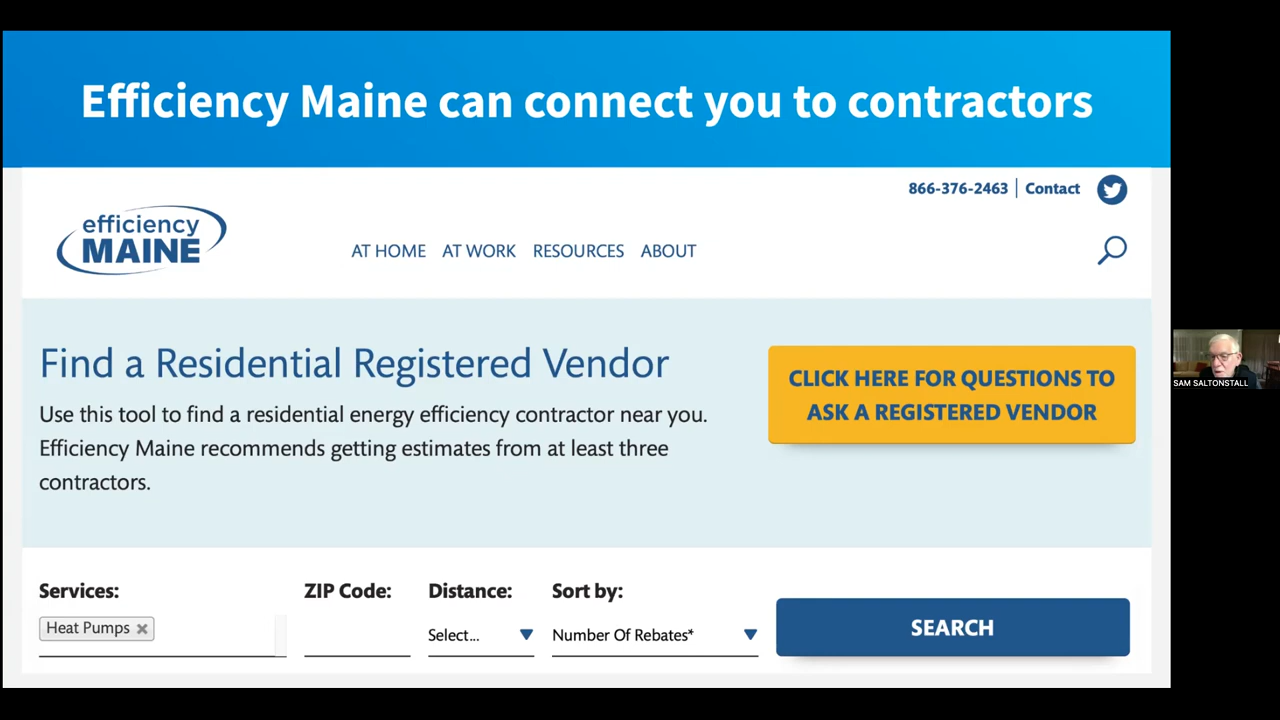 Efficiency Maine can connect you to contractors
866-376-2463 | Contact
efficiency
MAINE
AT HOME AT WORK RESOURCES ABOUT
Find a Residential Registered Vendor
Use this tool to find a residential energy efficiency contractor near you.
Efficiency Maine recommends getting estimates from at least three
contractors.
CLICK HERE FOR QUESTIONS TO
ASK A REGISTERED VENDOR
SAM SALTONSTALL
Services: ZIP Code: Distance: Sort by:
Heat Pumps
Select... Number Of Rebates*
SEARCH